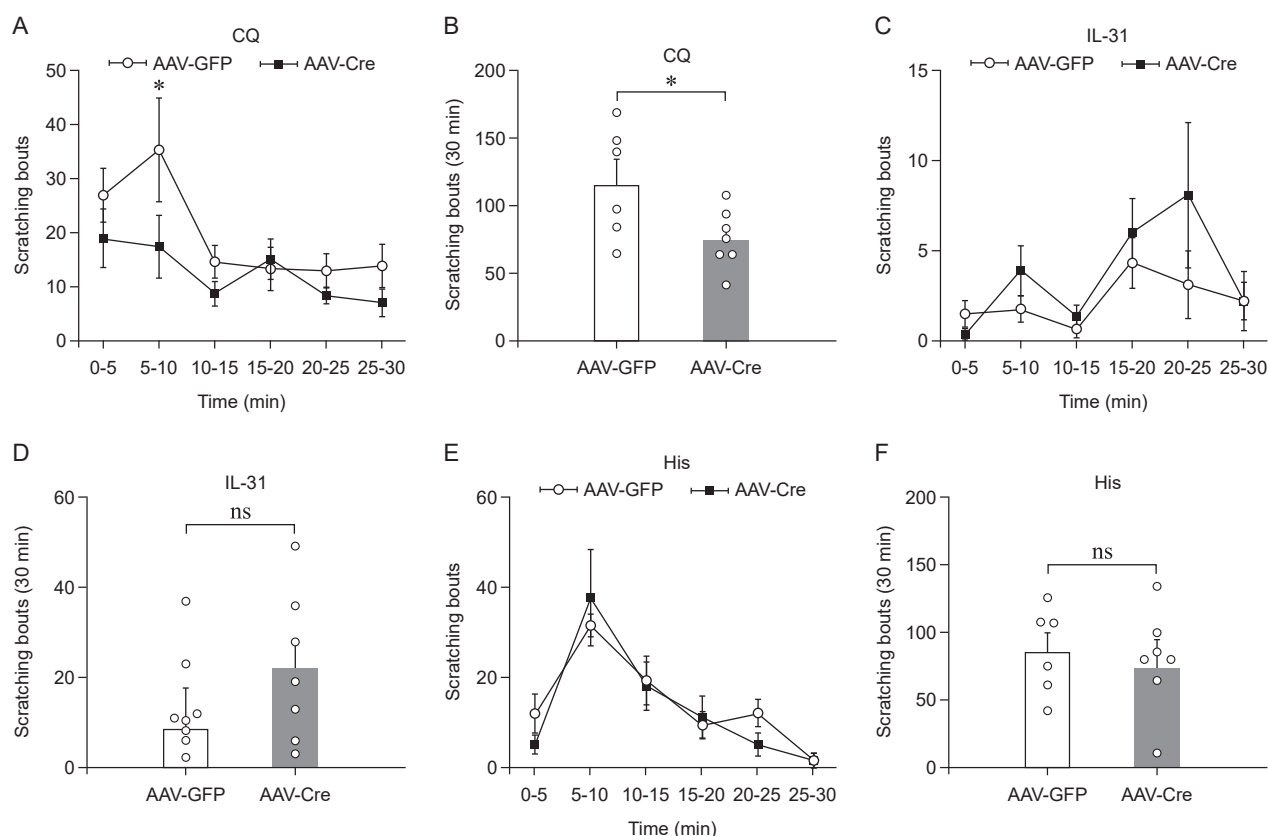 A
CQ
AAV-GFP AAV-Cre
*
50
40
30
20
10
0
Scratching bouts
0-5 5-10 10-15 15-20 20-25 25-30
Time (min)
B
CQ
*
200
150
100
50
0
Scratching bouts (30 min)
AAV-GFP AAV-Cre
C
IL-31
AAV-GFP AAV-Cre
15
10
5
0
Scratching bouts
0-5 5-10 10-15 15-20 20-25 25-30
Time (min)
D
IL-31
ns
60
40
20
0
Scratching bouts (30 min)
AAV-GFP AAV-Cre
E
His
AAV-GFP AAV-Cre
60
40
20
0
Scratching bouts
0-5 5-10 10-15 15-20 20-25 25-30
Time (min)
F
His
ns
200
150
100
50
0
Scratching bouts (30 min)
AAV-GFP AAV-Cre